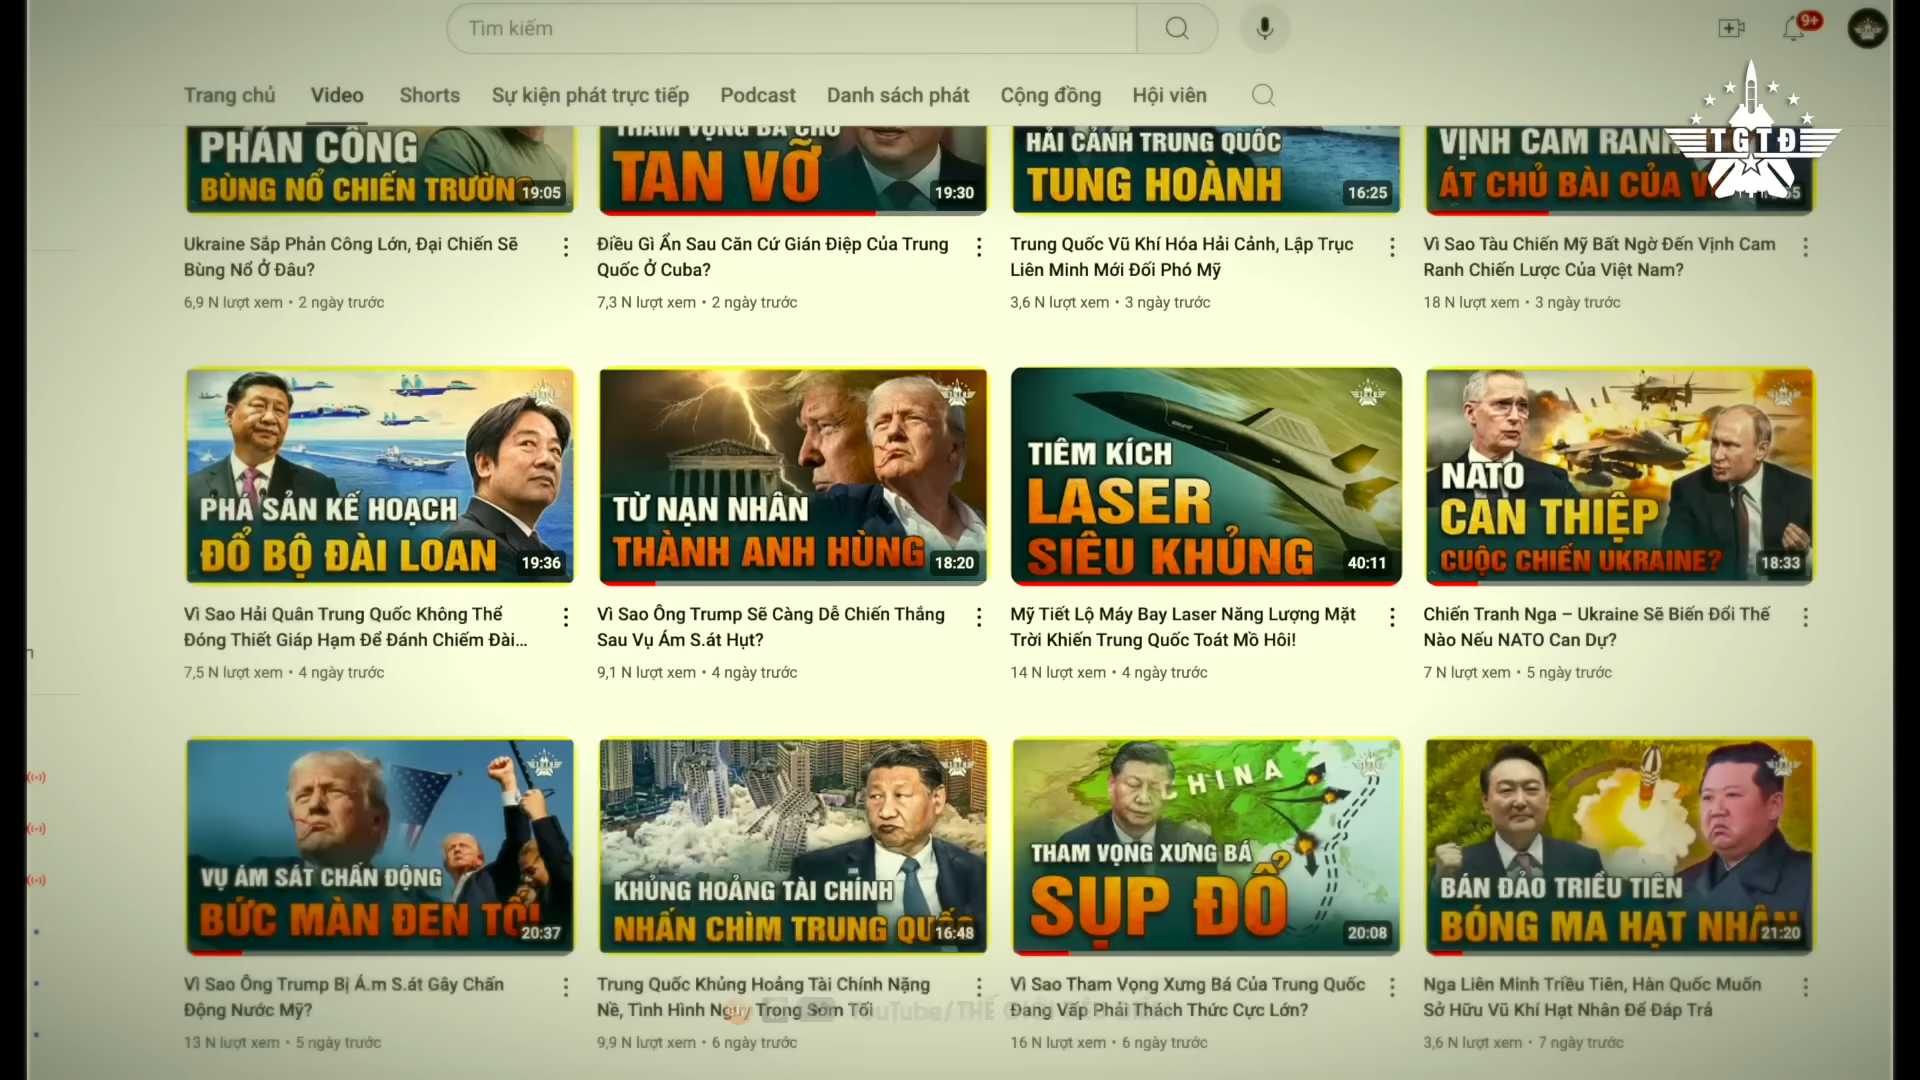 Tìm kiếm
9+
Trang chủ Video Shorts Sự kiện phát trực tiếp Podcast Danh sách phát Cộng đồng Hội viên
TGTĐ
PHẢN CÔNG
BÙNG NỔ CHIẾN TRƯỜNG
19:05
THAM VỌNG BÁ CHỦ
TAN VỠ
19:30
HẢI CẢNH TRUNG QUỐC
TUNG HOÀNH
16:25
VỊNH CAM RANH
ÁT CHỦ BÀI CỦA V
Ukraine Sắp Phản Công Lớn, Đại Chiến Sẽ
Bùng Nổ Ở Đâu?
6,9 N lượt xem • 2 ngày trước
Điều Gì Ẩn Sau Căn Cứ Gián Điệp Của Trung
Quốc Ở Cuba?
7,3 N lượt xem • 2 ngày trước
Trung Quốc Vũ Khí Hóa Hải Cảnh, Lập Trục
Liên Minh Mới Đối Phó Mỹ
3,6 N lượt xem • 3 ngày trước
Vì Sao Tàu Chiến Mỹ Bất Ngờ Đến Vịnh Cam
Ranh Chiến Lược Của Việt Nam?
18 N lượt xem • 3 ngày trước
PHÁ SẢN KẾ HOẠCH
ĐỔ BỘ ĐÀI LOAN
19:36
TỪ NẠN NHÂN
THÀNH ANH HÙNG
18:20
TIÊM KÍCH
LASER
SIÊU KHỦNG
40:11
NATO
CAN THIỆP
CUỘC CHIẾN UKRAINE?
18:33
Vì Sao Hải Quân Trung Quốc Không Thể
Đóng Thiết Giáp Hạm Để Đánh Chiếm Đài...
7,5 N lượt xem • 4 ngày trước
Vì Sao Ông Trump Sẽ Càng Dễ Chiến Thắng
Sau Vụ Ám S.át Hụt?
9,1 N lượt xem • 4 ngày trước
Mỹ Tiết Lộ Máy Bay Laser Năng Lượng Mặt
Trời Khiến Trung Quốc Toát Mồ Hôi!
14 N lượt xem • 4 ngày trước
Chiến Tranh Nga – Ukraine Sẽ Biến Đổi Thế
Nào Nếu NATO Can Dự?
7 N lượt xem • 5 ngày trước
VỤ ÁM SÁT CHẤN ĐỘNG
BỨC MÀN ĐEN TỐI
20:37
KHỦNG HOẢNG TÀI CHÍNH
NHẤN CHÌM TRUNG QUỐC
16:48
CHINA
THAM VỌNG XƯNG BÁ
SỤP ĐỔ
20:08
BÁN ĐẢO TRIỀU TIÊN
BÓNG MA HẠT NHÂN
21:20
Vì Sao Ông Trump Bị Á.m S.át Gây Chấn
Động Nước Mỹ?
13 N lượt xem • 5 ngày trước
Trung Quốc Khủng Hoảng Tài Chính Nặng
Nề, Tình Hình Nguy Trong Sớm Tối
9,9 N lượt xem • 6 ngày trước
Vì Sao Tham Vọng Xưng Bá Của Trung Quốc
Đang Vấp Phải Thách Thức Cực Lớn?
16 N lượt xem • 6 ngày trước
Nga Liên Minh Triều Tiên, Hàn Quốc Muốn
Sở Hữu Vũ Khí Hạt Nhân Để Đáp Trả
3,6 N lượt xem • 7 ngày trước